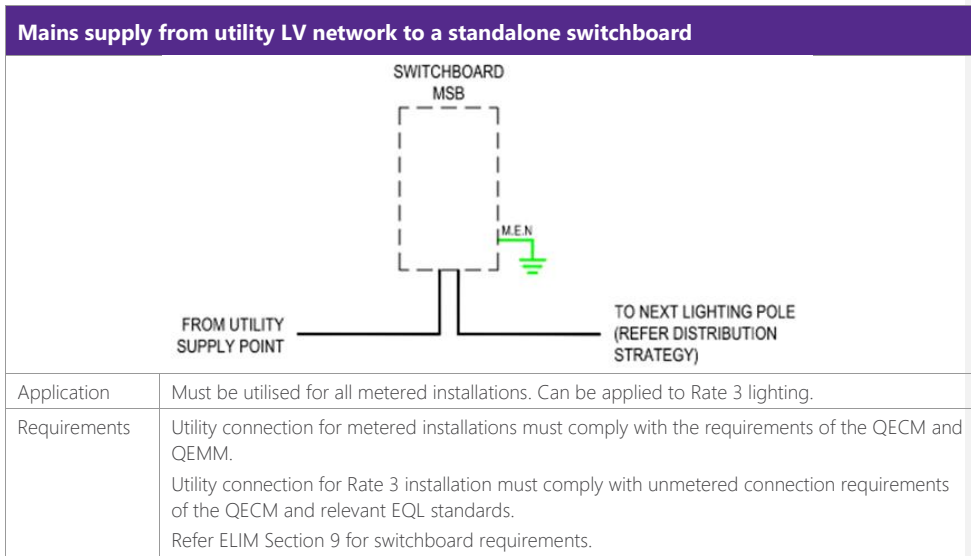 Mains supply from utility LV network to a standalone switchboard
SWITCHBOARD
MSB
M.E.N
FROM UTILITY
SUPPLY POINT
TO NEXT LIGHTING POLE
(REFER DISTRIBUTION
STRATEGY)
Application
Must be utilised for all metered installations. Can be applied to Rate 3 lighting.
Requirements
Utility connection for metered installations must comply with the requirements of the QECM and
QEMM.
Utility connection for Rate 3 installation must comply with unmetered connection requirements
of the QECM and relevant EQL standards.
Refer ELIM Section 9 for switchboard requirements.